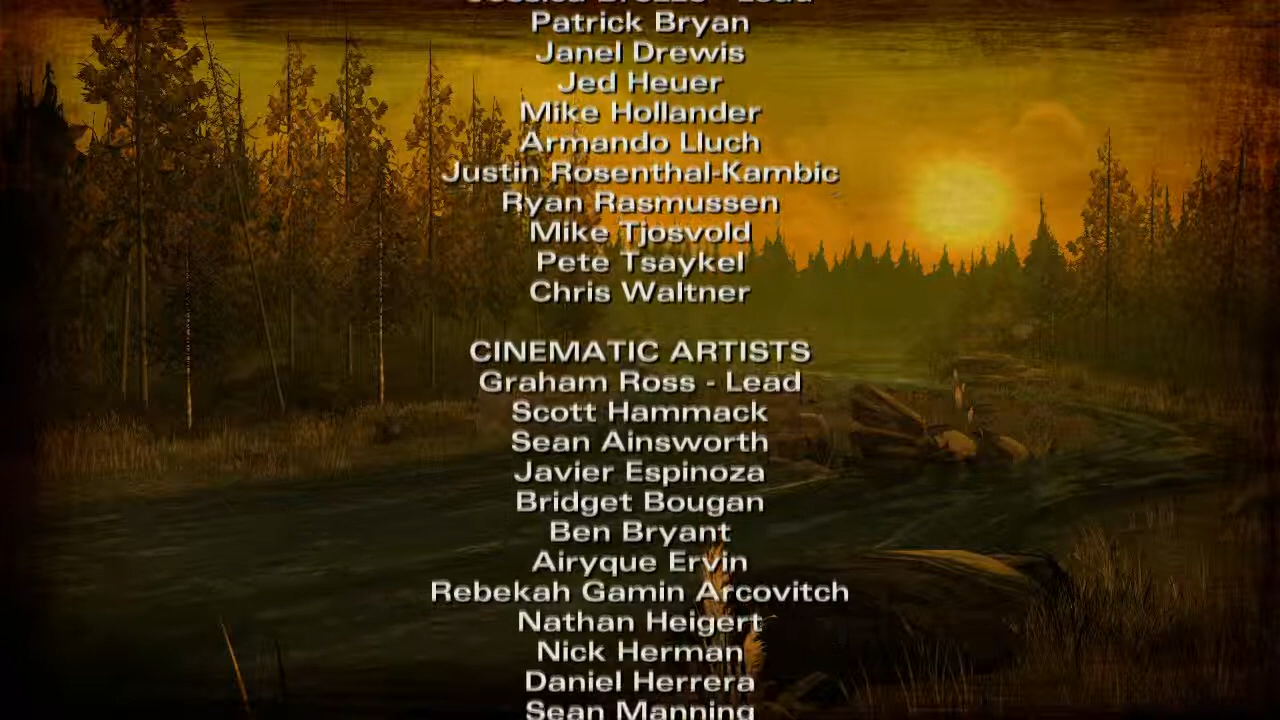 Patrick Bryan
Janel Drewis
Jed Heuer
Mike Hollander
Armando Lluch
Justin Rosenthal-Kambic
Ryan Rasmussen
Mike Tjosvold
Pete Tsaykel
Chris Waltner
CINEMATIC ARTISTS
Graham Ross - Lead
Scott Hammack
Sean Ainsworth
Javier Espinoza
Bridget Bougan
Ben Bryant
Airyque Ervin
Rebekah Gamin Arcovitch
Nathan Heigert
Nick Herman
Daniel Herrera
Sean Manning